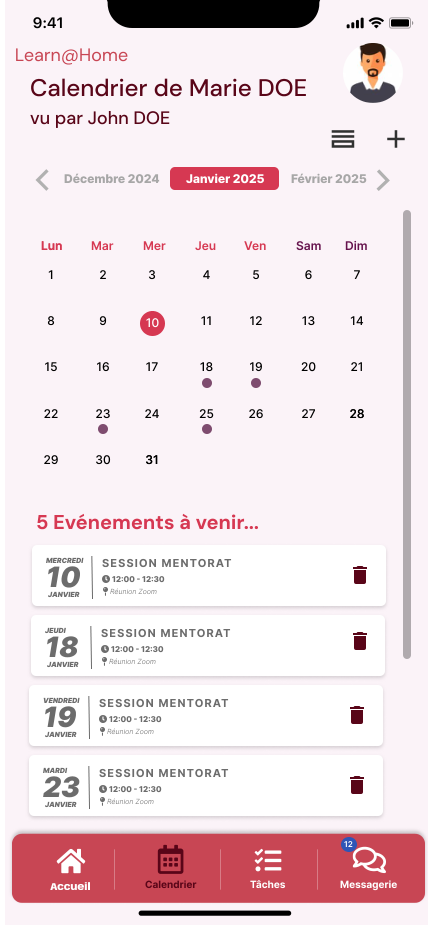 9:41
Learn@Home
Calendrier de Marie DOE
vu par John DOE
Décembre 2024 Janvier 2025 Février 2025
Lun Mar Mer Jeu Ven Sam Dim
1 2 3 4 5 6 7
8 9 10 11 12 13 14
15 16 17 18 19 20 21
22 23 24 25 26 27 28
29 30 31
5 Evénements à venir...
MERCREDI
10
JANVIER
SESSION MENTORAT
12:00 - 12:30
Réunion Zoom
JEUDI
18
JANVIER
SESSION MENTORAT
12:00 - 12:30
Réunion Zoom
VENDREDI
19
JANVIER
SESSION MENTORAT
12:00 - 12:30
Réunion Zoom
MARDI
23
JANVIER
SESSION MENTORAT
12:00 - 12:30
Réunion Zoom
12
Accueil Calendrier Tâches Messagerie